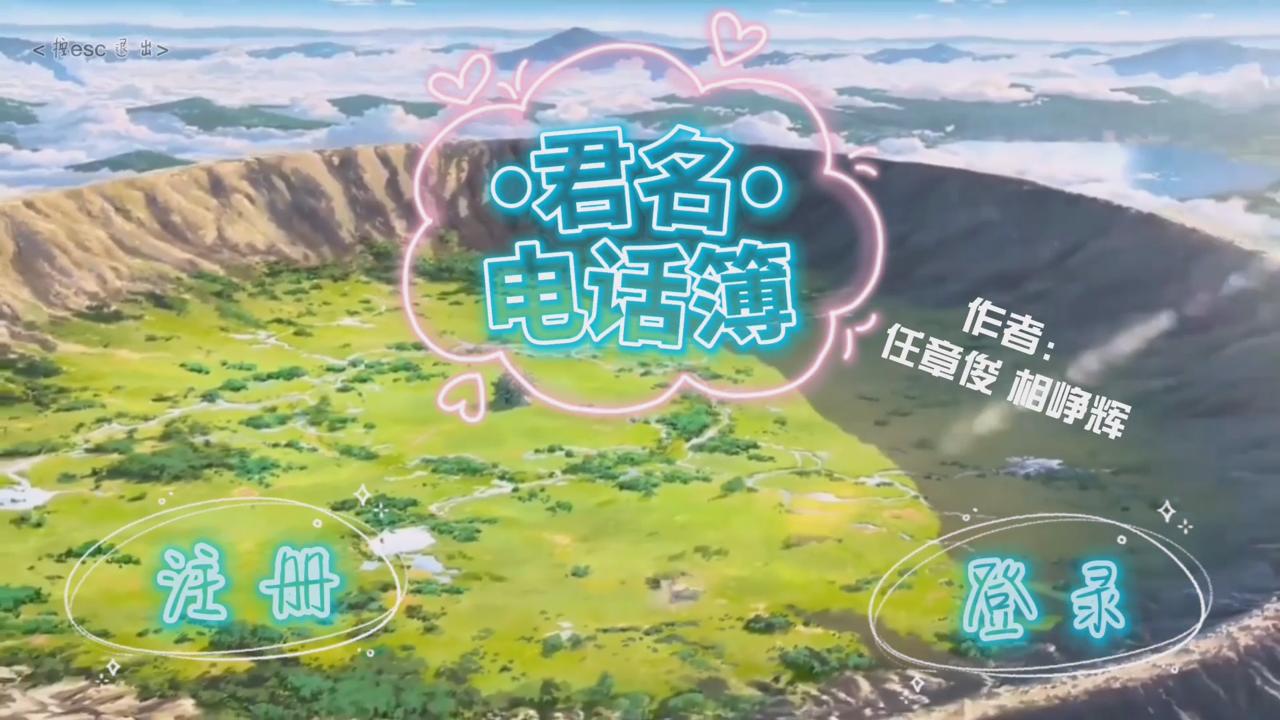 <按esc 退出>
·君名·
电话簿
作者：
任章俊 相峥辉
注册
登录